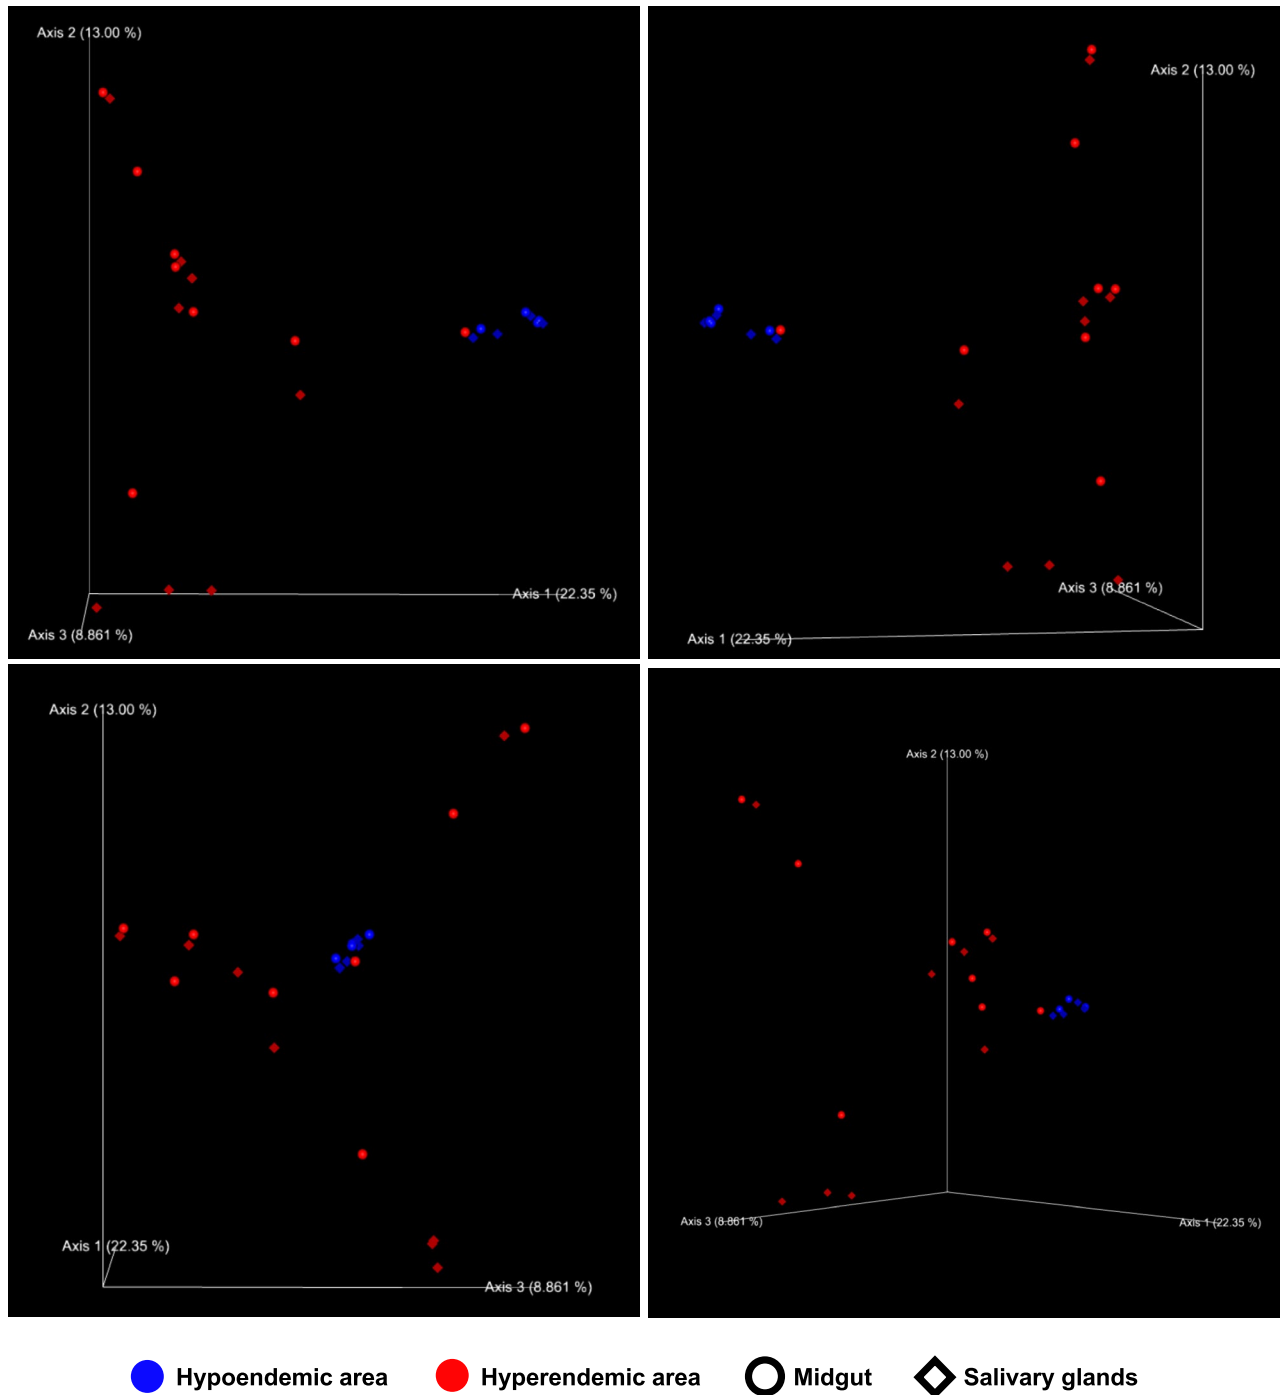 Axis 2 (13.00 %)
Axis 1 (22.35 %)
Axis 3 (8.861 %)
Axis 2 (13.00 %)
Axis 3 (8.861 %)
Axis 1 (22.35 %)
Axis 2 (13.00 %)
Axis 1 (22.35 %)
Axis 3 (8.861 %)
Axis 2 (13.00 %)
Axis 3 (8.861 %)
Axis 1 (22.35 %)
Hypoendemic area Hyperendemic area Midgut Salivary glands